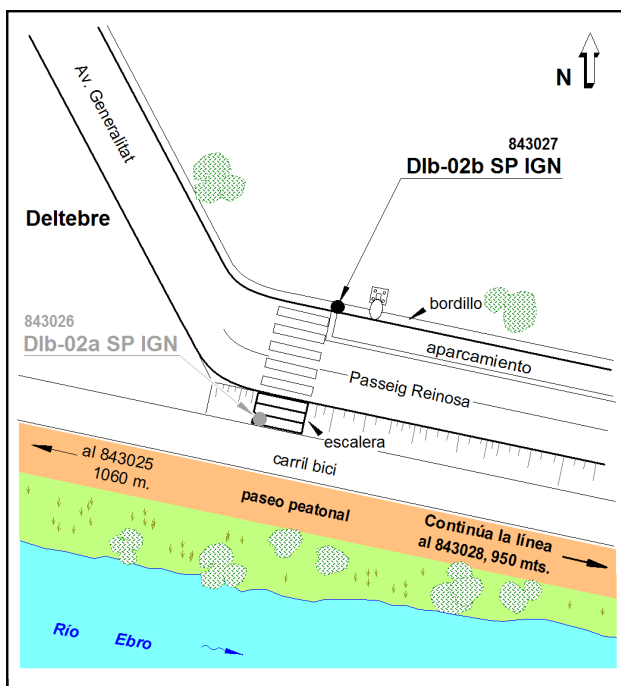 N
Av. Generalitat
843027
Dlb-02b SP IGN
Deltebre
bordillo
843026
Dlb-02a SP IGN
aparcamiento
Passeig Reinosa
escalera
carril bici
al 843025
1060 m.
paseo peatonal
Continúa la línea
al 843028, 950 mts.
Río Ebro